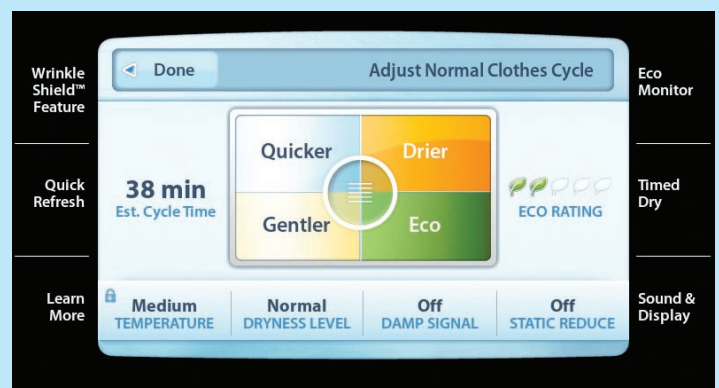 Wrinkle
Shield™
Feature
Quick
Refresh
Learn
More
Done
Adjust Normal Clothes Cycle
Quicker
Drier
Gentler
Eco
38 min
Est. Cycle Time
ECO RATING
Medium
TEMPERATURE
Normal
DRYNESS LEVEL
Off
DAMP SIGNAL
Off
STATIC REDUCE
Eco
Monitor
Timed
Dry
Sound &
Display